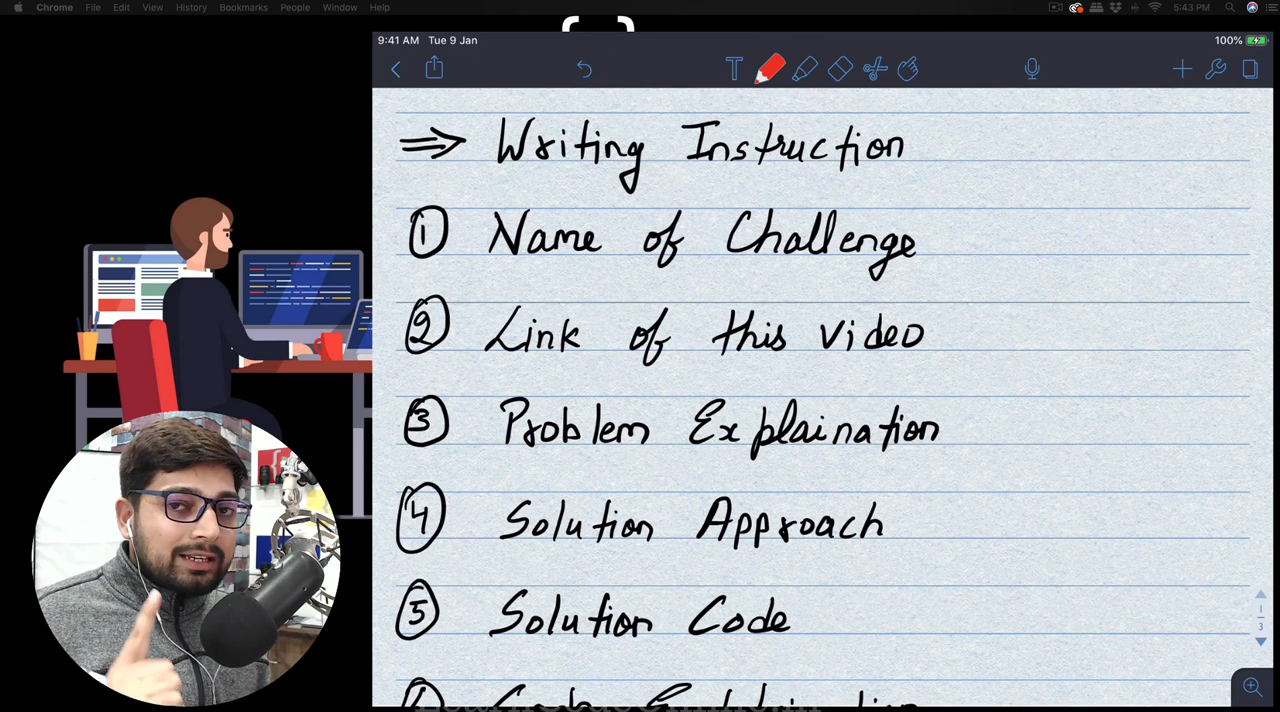 Chrome File Edit View History Bookmarks People Window Help 5:43 PM
9:41 AM Tue 9 Jan 100%
T
⇒ Writing Instruction
① Name of Challenge
② Link of this video
③ Problem Explaination
④ Solution Approach
⑤ Solution Code
1
3